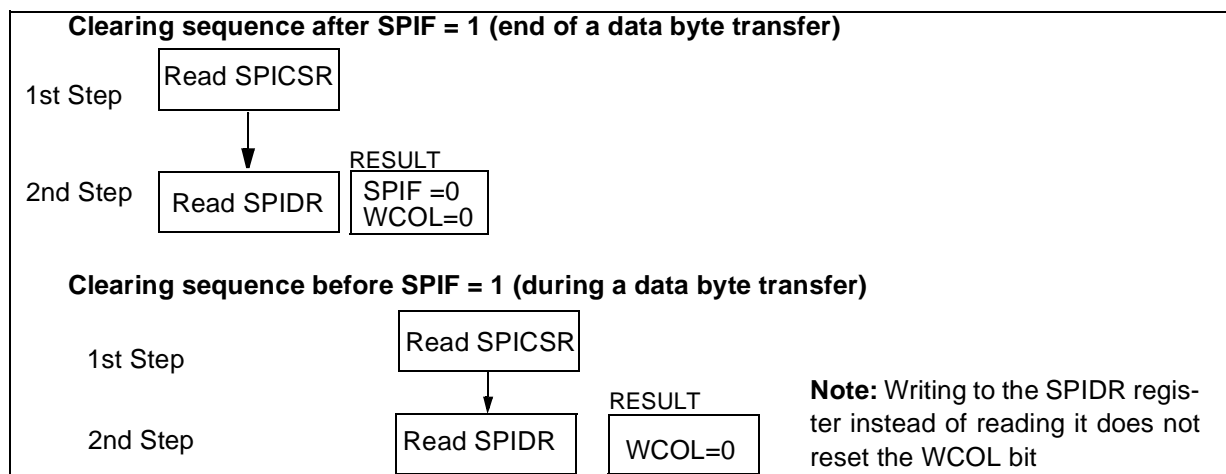 Clearing sequence after SPIF = 1 (end of a data byte transfer)
1st Step
Read SPICSR
2nd Step
Read SPIDR
RESULT
SPIF =0
WCOL=0
Clearing sequence before SPIF = 1 (during a data byte transfer)
1st Step
Read SPICSR
2nd Step
Read SPIDR
RESULT
WCOL=0
Note: Writing to the SPIDR regis-
ter instead of reading it does not
reset the WCOL bit